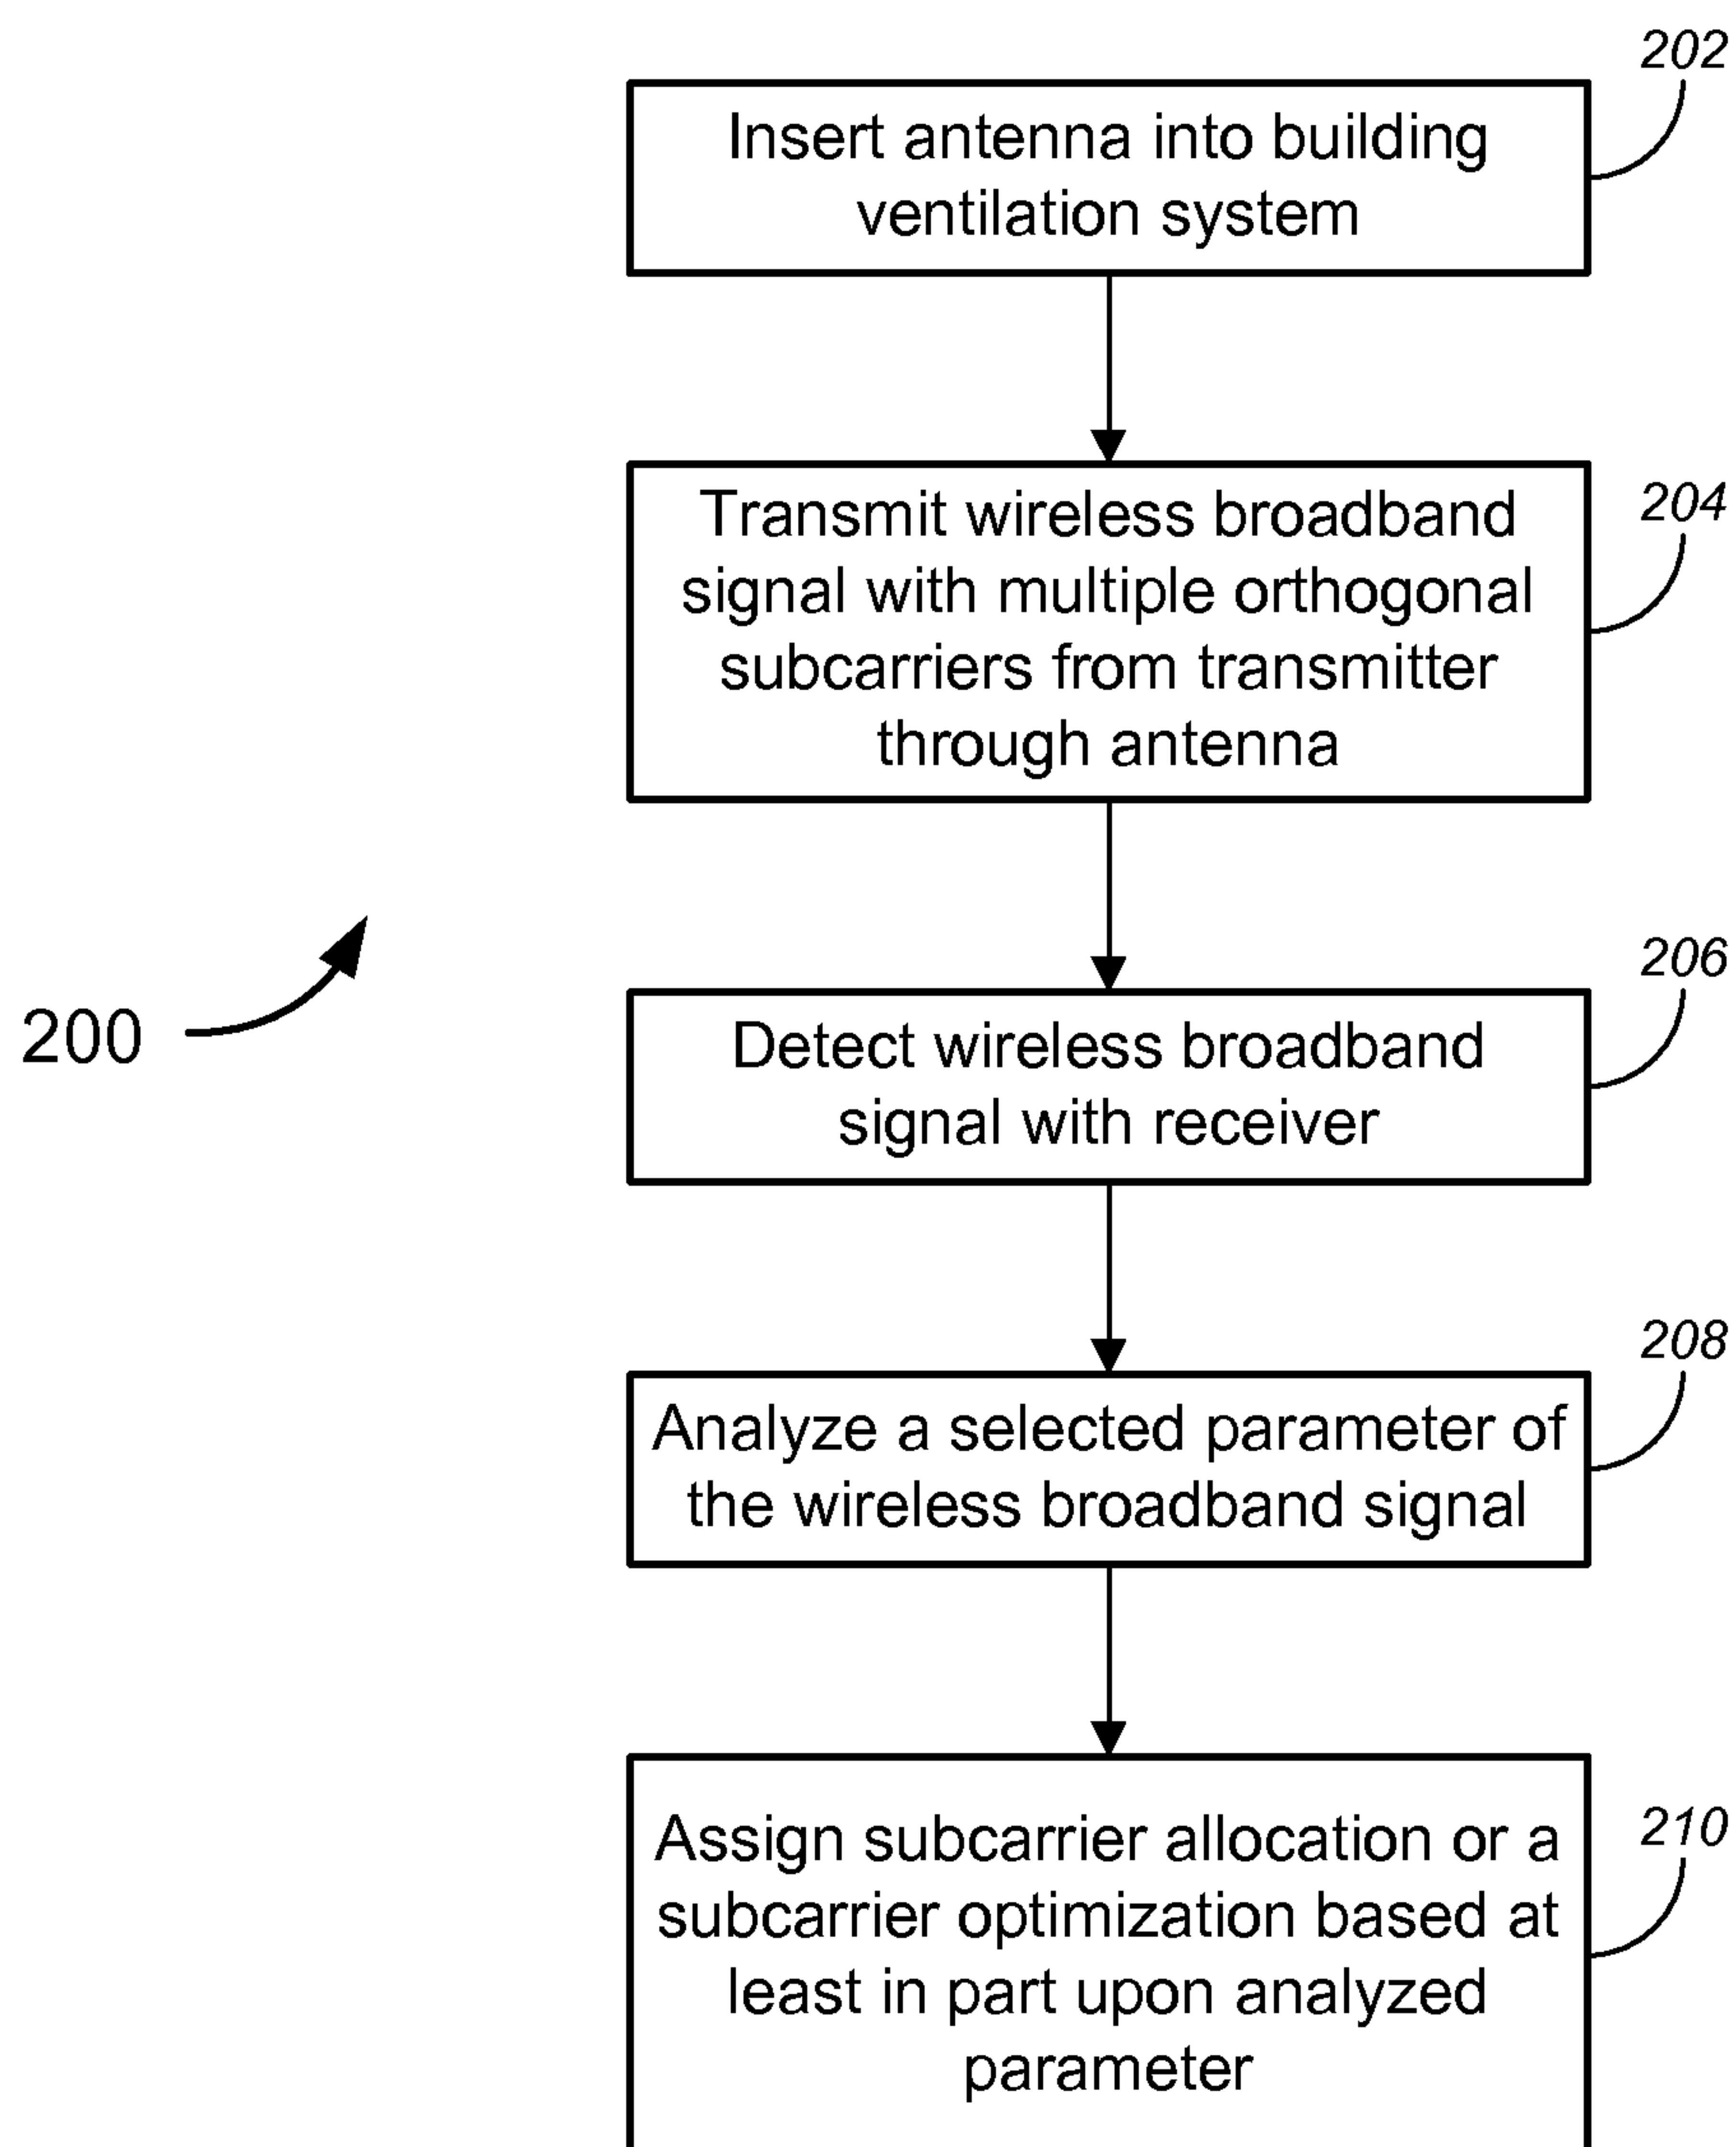 202
Insert antenna into building
ventilation system
204
Transmit wireless broadband
signal with multiple orthogonal
subcarriers from transmitter
through antenna
200
206
Detect wireless broadband
signal with receiver
208
Analyze a selected parameter of
the wireless broadband signal
210
Assign subcarrier allocation or a
subcarrier optimization based at
least in part upon analyzed
parameter